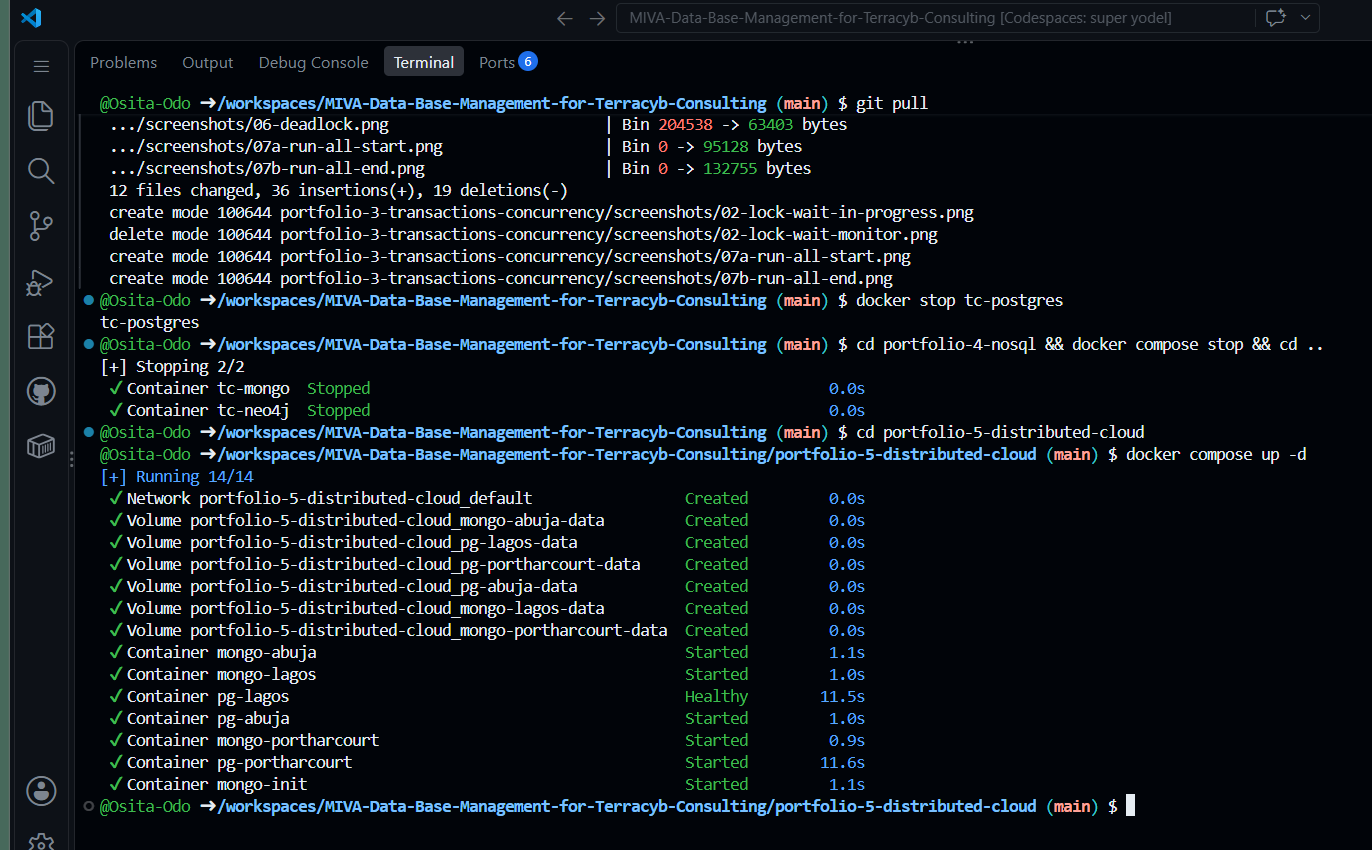 MIVA-Data-Base-Management-for-Terracyb-Consulting [Codespaces: super yodel]
Problems Output Debug Console Terminal Ports 6
@Osita-Odo ➜/workspaces/MIVA-Data-Base-Management-for-Terracyb-Consulting (main) $ git pull
.../screenshots/06-deadlock.png | Bin 204538 -> 63403 bytes
.../screenshots/07a-run-all-start.png | Bin 0 -> 95128 bytes
.../screenshots/07b-run-all-end.png | Bin 0 -> 132755 bytes
12 files changed, 36 insertions(+), 19 deletions(-)
create mode 100644 portfolio-3-transactions-concurrency/screenshots/02-lock-wait-in-progress.png
delete mode 100644 portfolio-3-transactions-concurrency/screenshots/02-lock-wait-monitor.png
create mode 100644 portfolio-3-transactions-concurrency/screenshots/07a-run-all-start.png
create mode 100644 portfolio-3-transactions-concurrency/screenshots/07b-run-all-end.png
@Osita-Odo ➜/workspaces/MIVA-Data-Base-Management-for-Terracyb-Consulting (main) $ docker stop tc-postgres
tc-postgres
@Osita-Odo ➜/workspaces/MIVA-Data-Base-Management-for-Terracyb-Consulting (main) $ cd portfolio-4-nosql && docker compose stop && cd ..
[+] Stopping 2/2
✓ Container tc-mongo Stopped 0.0s
✓ Container tc-neo4j Stopped 0.0s
@Osita-Odo ➜/workspaces/MIVA-Data-Base-Management-for-Terracyb-Consulting (main) $ cd portfolio-5-distributed-cloud
@Osita-Odo ➜/workspaces/MIVA-Data-Base-Management-for-Terracyb-Consulting/portfolio-5-distributed-cloud (main) $ docker compose up -d
[+] Running 14/14
✓ Network portfolio-5-distributed-cloud_default Created 0.0s
✓ Volume portfolio-5-distributed-cloud_mongo-abuja-data Created 0.0s
✓ Volume portfolio-5-distributed-cloud_pg-lagos-data Created 0.0s
✓ Volume portfolio-5-distributed-cloud_pg-portharcourt-data Created 0.0s
✓ Volume portfolio-5-distributed-cloud_pg-abuja-data Created 0.0s
✓ Volume portfolio-5-distributed-cloud_mongo-lagos-data Created 0.0s
✓ Volume portfolio-5-distributed-cloud_mongo-portharcourt-data Created 0.0s
✓ Container mongo-abuja Started 1.1s
✓ Container mongo-lagos Started 1.0s
✓ Container pg-lagos Healthy 11.5s
✓ Container pg-abuja Started 1.0s
✓ Container mongo-portharcourt Started 0.9s
✓ Container pg-portharcourt Started 11.6s
✓ Container mongo-init Started 1.1s
@Osita-Odo ➜/workspaces/MIVA-Data-Base-Management-for-Terracyb-Consulting/portfolio-5-distributed-cloud (main) $